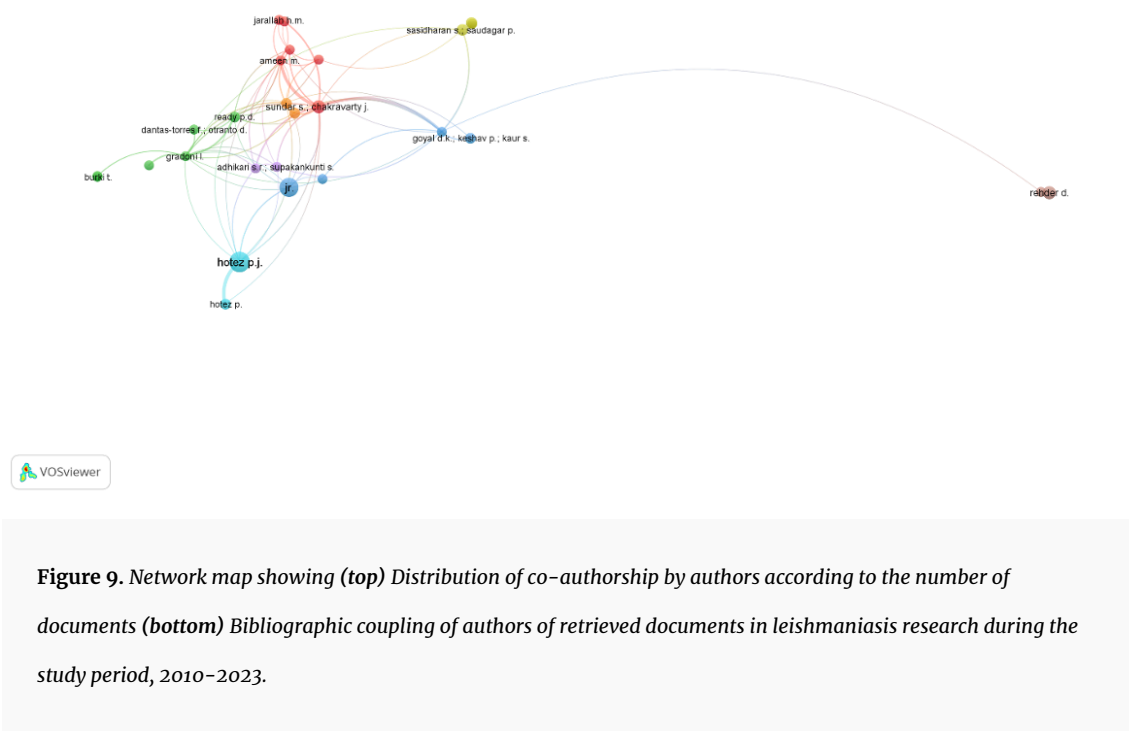 jarallah n.m.
sasidharan s.; saudagar p.
ameen m.
sundar s.; chakravarty j.
ready p.d.
dantas-torres f.; otranto d.
goyal d.k.; keshav p.; kaur s.
gradoni l.
adhikari s.r.; supakankunti s.
burki t.
jr.
rehder d.
hotez p.j.
hotez p.
VOSviewer
Figure 9. Network map showing (top) Distribution of co-authorship by authors according to the number of
documents (bottom) Bibliographic coupling of authors of retrieved documents in leishmaniasis research during the
study period, 2010-2023.